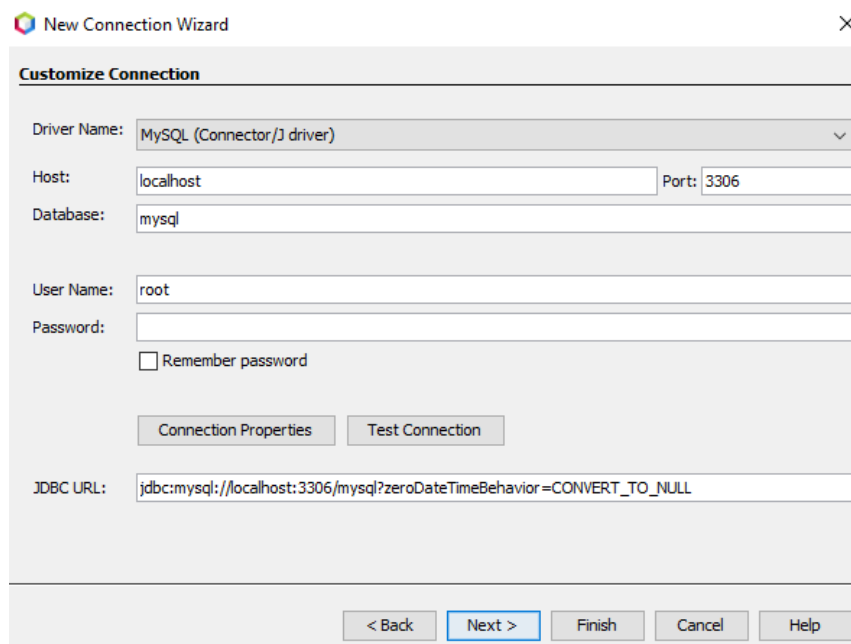 New Connection Wizard
Customize Connection
Driver Name: MySQL (Connector/J driver)
Host: localhost Port: 3306
Database: mysql
User Name: root
Password:
Remember password
Connection Properties Test Connection
JDBC URL: jdbc:mysql://localhost:3306/mysql?zeroDateTimeBehavior=CONVERT_TO_NULL
< Back Next > Finish Cancel Help